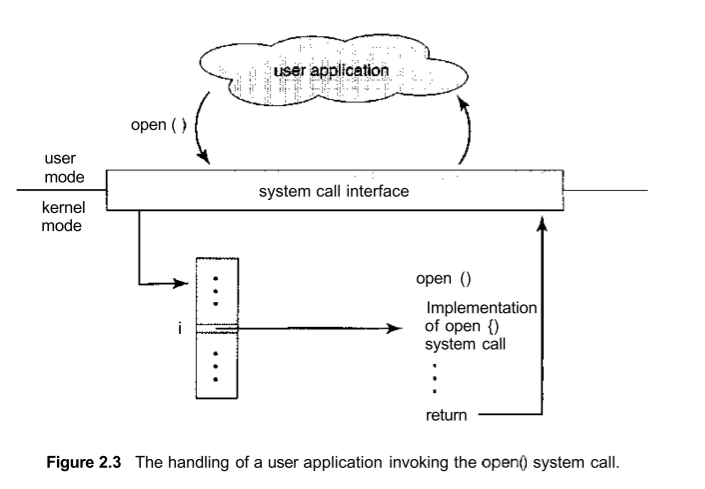 user application
open ( )
user
mode
system call interface
kernel
mode
open ()
Implementation
of open {)
system call
i
return
Figure 2.3 The handling of a user application invoking the open() system call.